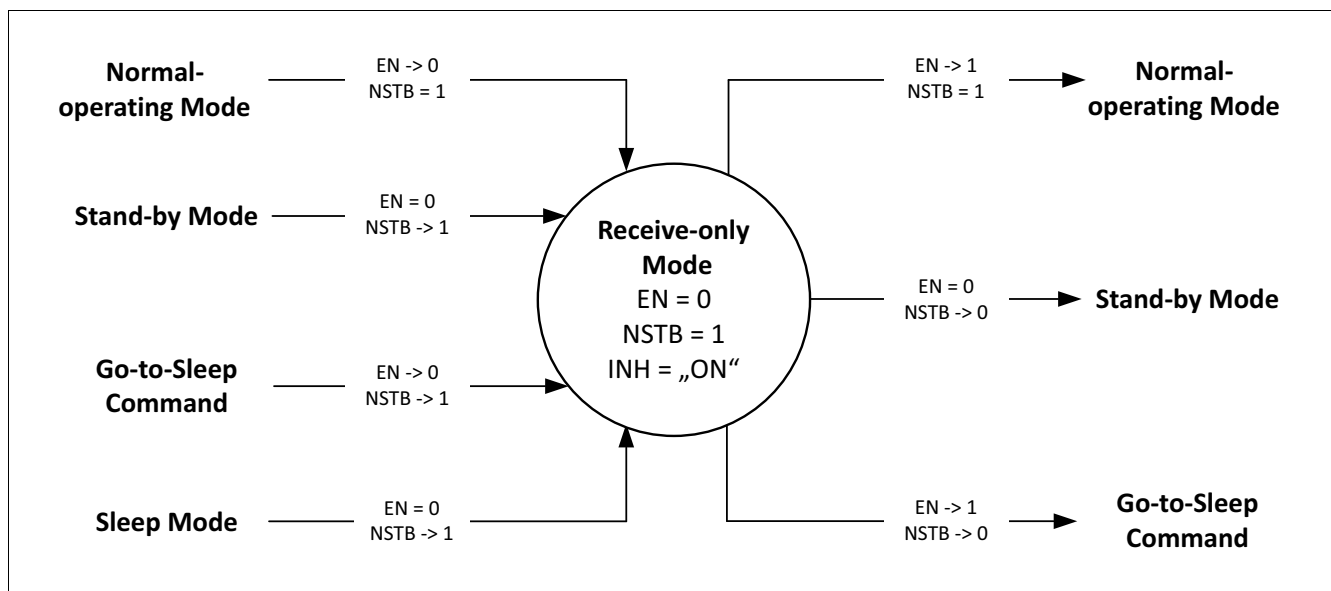 Normal-
operating Mode
EN -> 0
NSTB = 1
Stand-by Mode
EN = 0
NSTB -> 1
Go-to-Sleep
Command
EN -> 0
NSTB -> 1
Sleep Mode
EN = 0
NSTB -> 1
Receive-only
Mode
EN = 0
NSTB = 1
INH = „ON“
EN -> 1
NSTB = 1
Normal-
operating Mode
EN = 0
NSTB -> 0
Stand-by Mode
EN -> 1
NSTB -> 0
Go-to-Sleep
Command